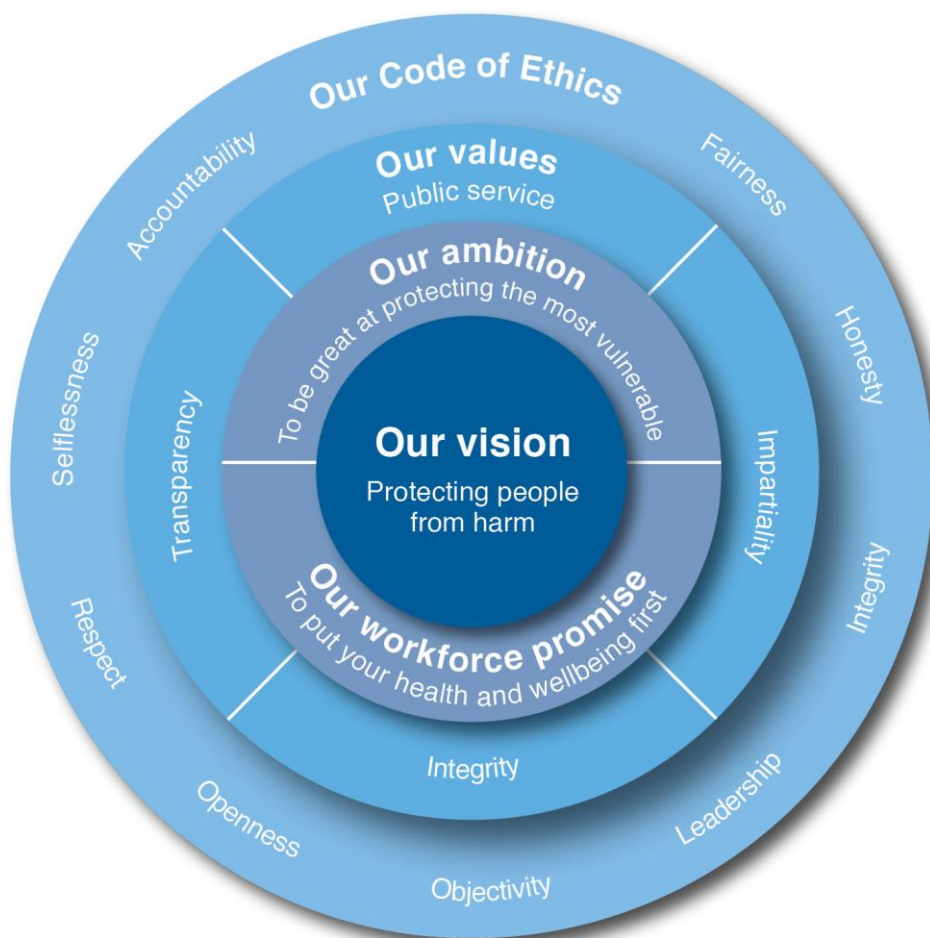 Our Code of Ethics
Accountability
Fairness
Selflessness
Honesty
Respect
Integrity
Openness
Leadership
Objectivity
Our values
Public service
Transparency
Impartiality
Integrity
Our ambition
To be great at protecting the most vulnerable
Our vision
Protecting people
from harm
Our workforce promise
To put your health and wellbeing first